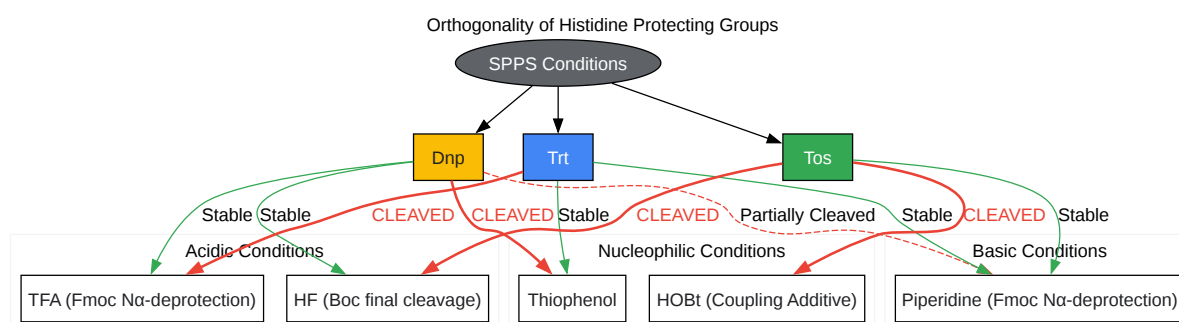 Orthogonality of Histidine Protecting Groups
SPPS Conditions
Dnp
Trt
Tos
Stable
Stable
CLEAVED
CLEAVED
Stable
CLEAVED
Partially Cleaved
Stable
CLEAVED
Stable
Acidic Conditions
Nucleophilic Conditions
Basic Conditions
TFA (Fmoc Nα-deprotection)
HF (Boc final cleavage)
Thiophenol
HOBt (Coupling Additive)
Piperidine (Fmoc Nα-deprotection)